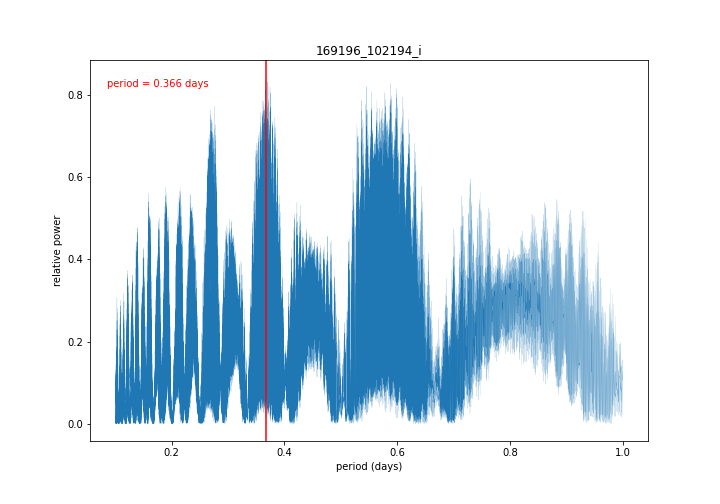 169196_102194_i
period = 0.366 days
relative power
0.8
0.6
0.4
0.2
0.0
0.2 0.4 0.6 0.8 1.0
period (days)